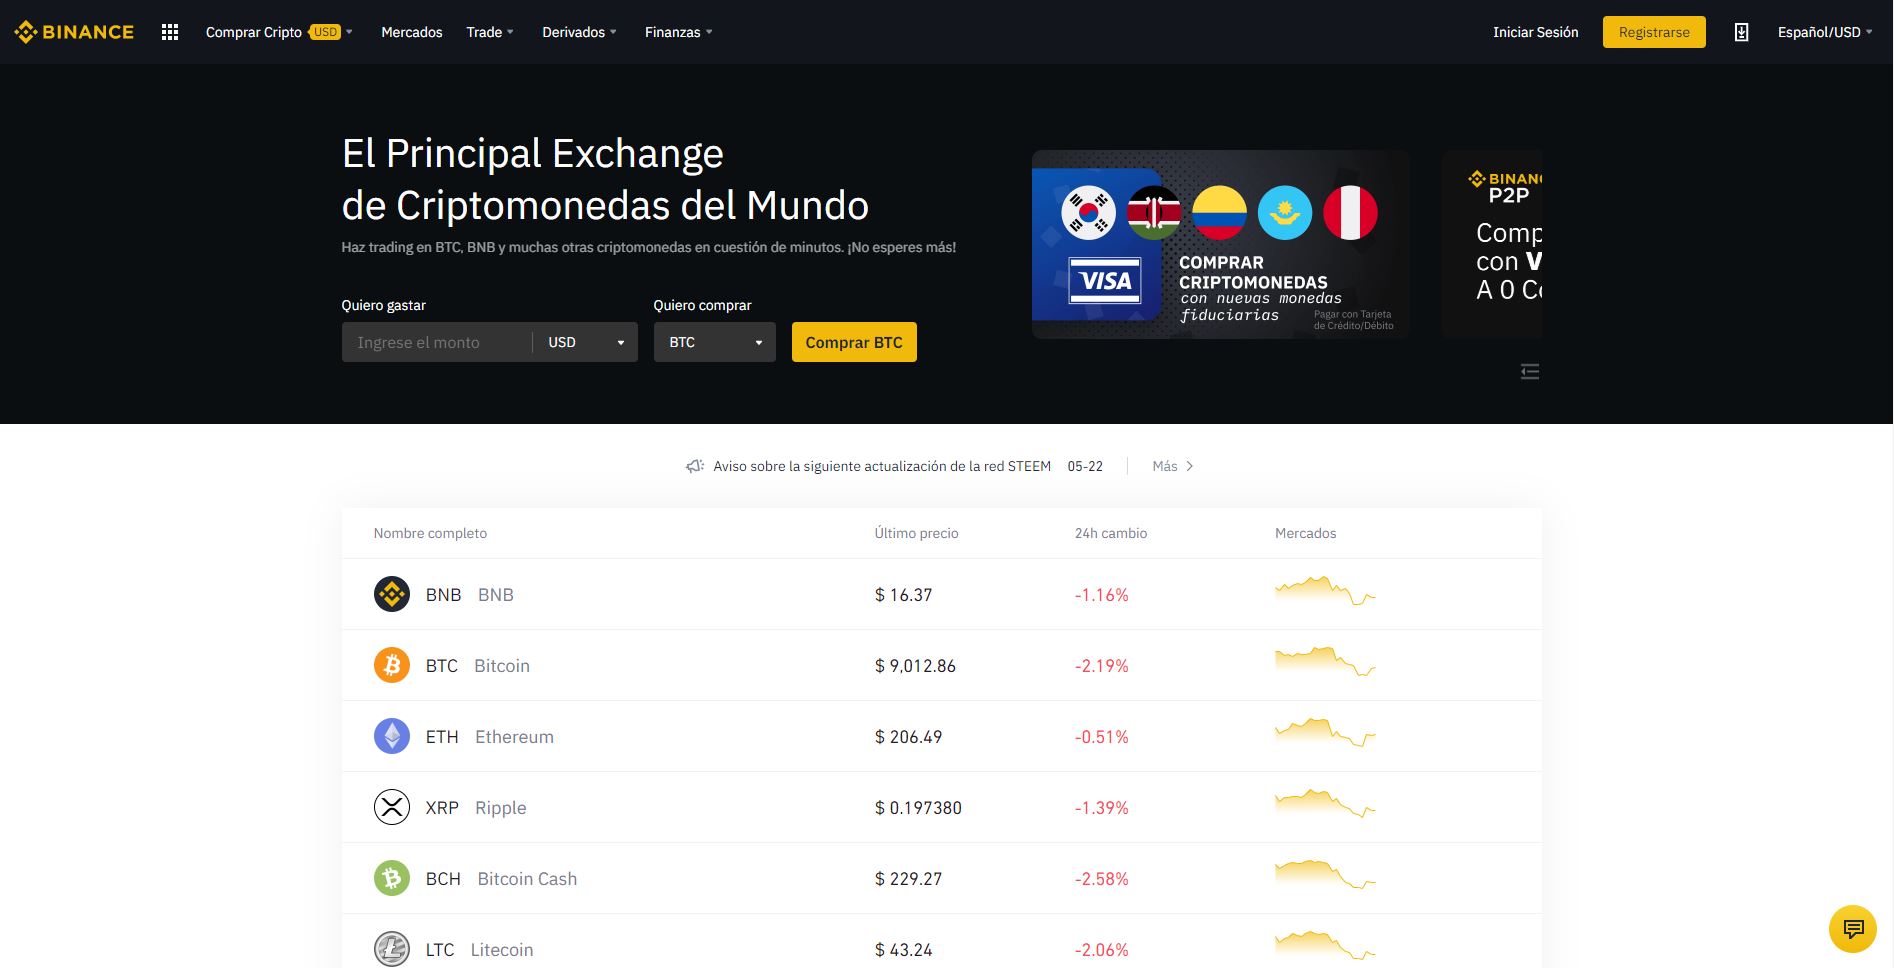 BINANCE
Comprar Cripto USD
Mercados
Trade
Derivados
Finanzas
Iniciar Sesión
Registrarse
Español/USD
El Principal Exchange
de Criptomonedas del Mundo
Haz trading en BTC, BNB y muchas otras criptomonedas en cuestión de minutos. ¡No esperes más!
Quiero gastar
Quiero comprar
Ingrese el monto
USD
BTC
Comprar BTC
VISA
COMPRAR
CRIPTOMONEDAS
con nuevas monedas
fiduciarias
Pagar con Tarjeta
de Crédito/Débito
BINANC
P2P
Comp
con V
A 0 Co
Aviso sobre la siguiente actualización de la red STEEM 05-22
Más
Nombre completo Último precio 24h cambio Mercados
BNB BNB $ 16.37 -1.16%
BTC Bitcoin $ 9,012.86 -2.19%
ETH Ethereum $ 206.49 -0.51%
XRP Ripple $ 0.197380 -1.39%
BCH Bitcoin Cash $ 229.27 -2.58%
LTC Litecoin $ 43.24 -2.06%